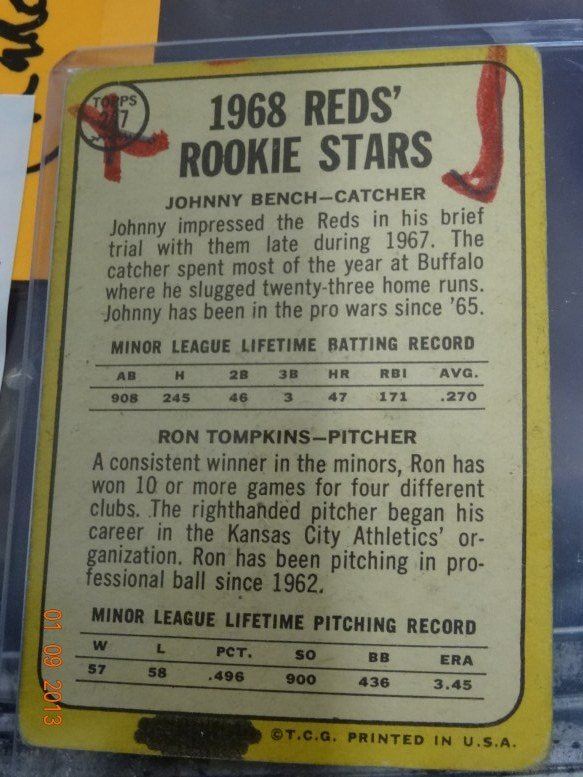 TOPPS
247
1968 REDS'
ROOKIE STARS
JOHNNY BENCH—CATCHER
Johnny impressed the Reds in his brief
trial with them late during 1967. The
catcher spent most of the year at Buffalo
where he slugged twenty-three home runs.
Johnny has been in the pro wars since '65.
MINOR LEAGUE LIFETIME BATTING RECORD
AB H 2B 3B HR RBI AVG.
908 245 46 3 47 171 .270
RON TOMPKINS—PITCHER
A consistent winner in the minors, Ron has
won 10 or more games for four different
clubs. The righthanded pitcher began his
career in the Kansas City Athletics' or-
ganization. Ron has been pitching in pro-
fessional ball since 1962.
MINOR LEAGUE LIFETIME PITCHING RECORD
W L PCT. SO BB ERA
57 58 .496 900 436 3.45
©T.C.G. PRINTED IN U.S.A.
01 09 2013